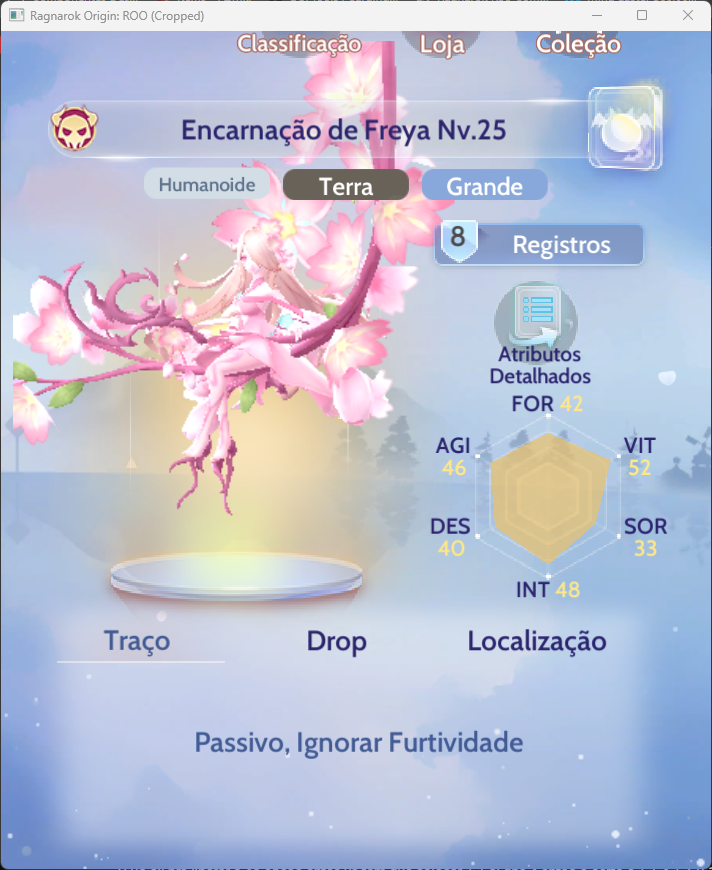 Ragnarok Origin: ROO (Cropped)
Classificação
Loja
Coleção
Encarnação de Freya Nv.25
Humanoide
Terra
Grande
8
Registros
Atributos
Detalhados
FOR 42
AGI
46
VIT
52
DES
40
SOR
33
INT 48
Traço
Drop
Localização
Passivo, Ignorar Furtividade